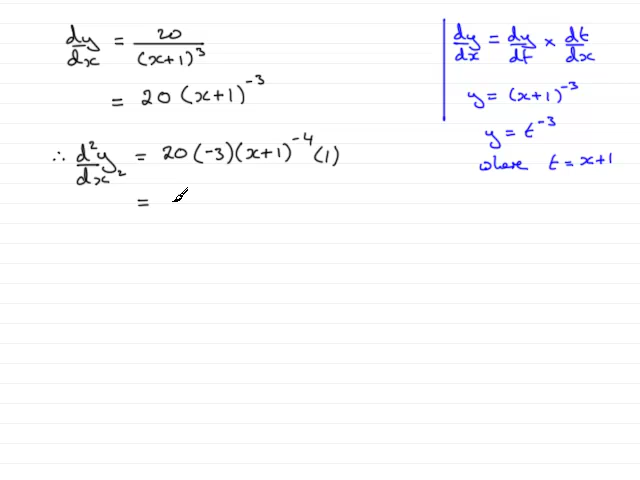 dy/dx = 20/(x+1)³
= 20(x+1)⁻³
∴ d²y/dx² = 20(-3)(x+1)⁻⁴(1)
=
dy/dx = dy/dt × dt/dx
y = (x+1)⁻³
y = t⁻³
where t = x+1